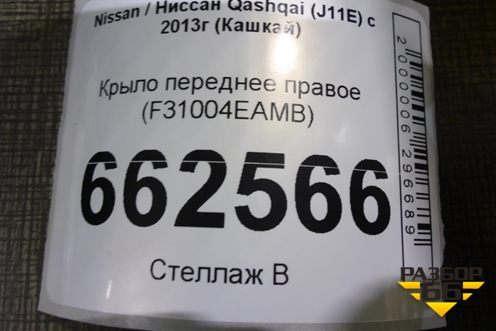 Nissan / Ниссан Qashqai (J11E) с
2013г (Кашкай)
Крыло переднее правое
(F31004EAMB)
662566
Стеллаж В
2000006296689
РАЗБОР
66